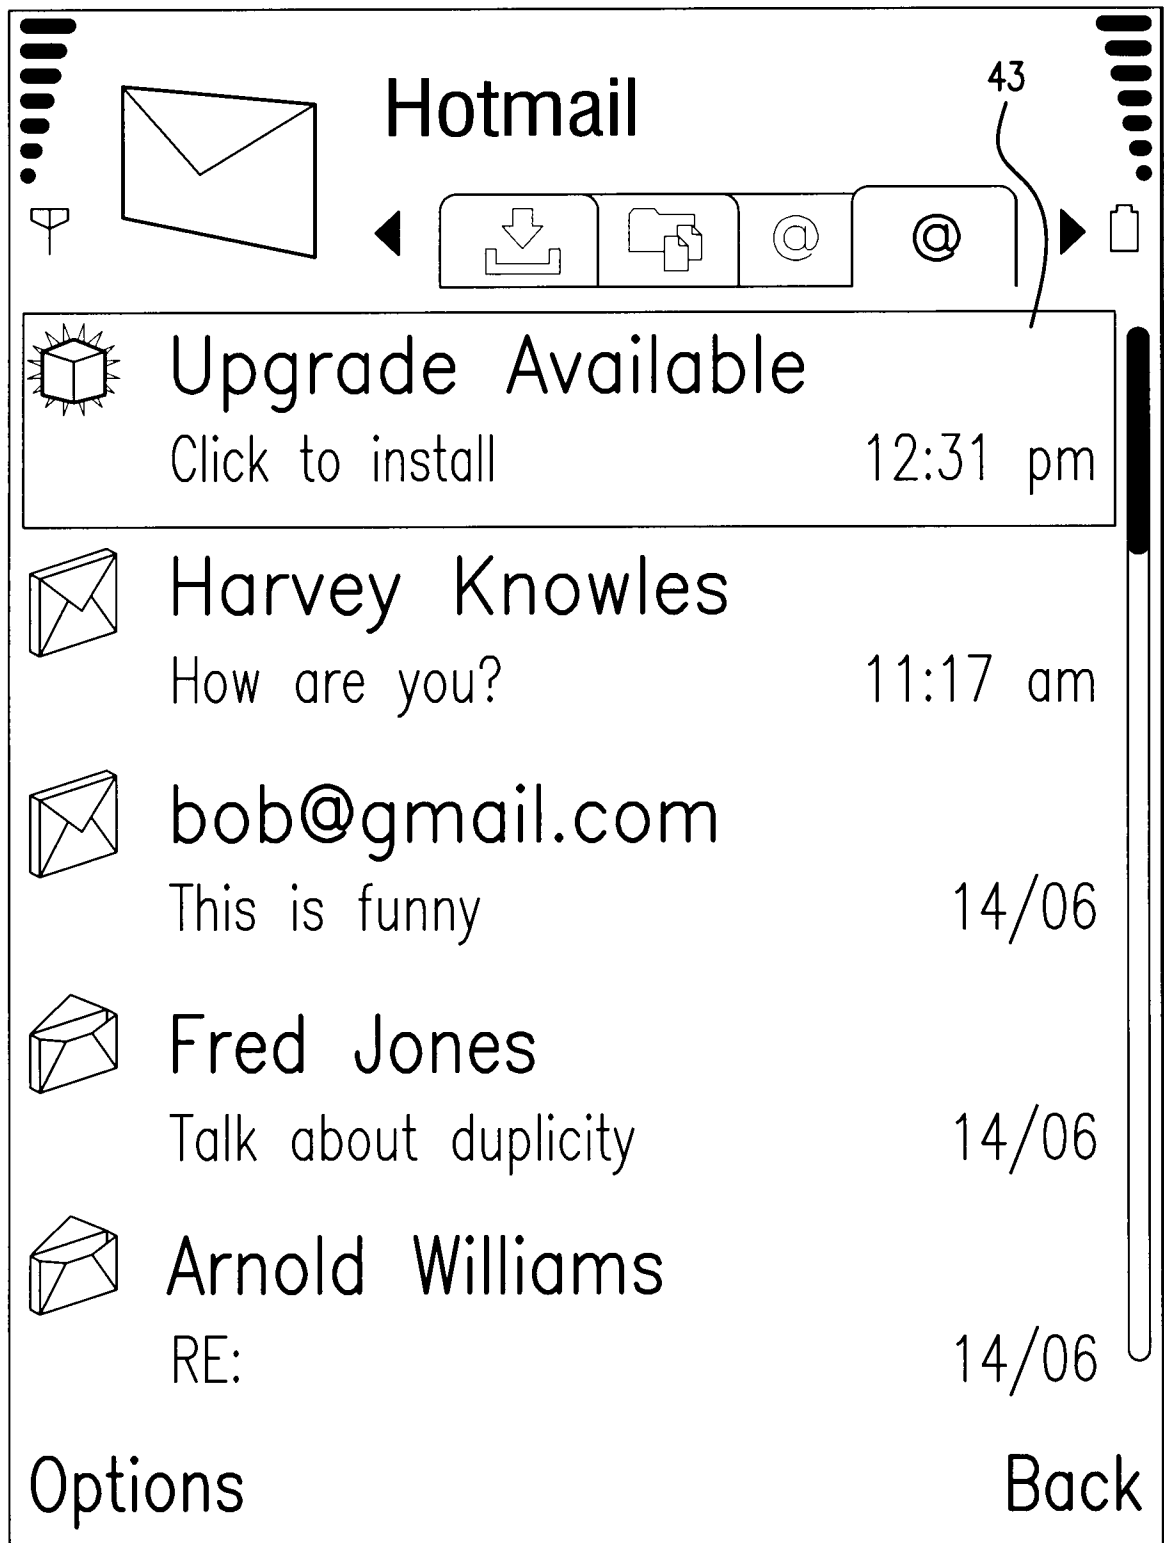 43
Hotmail
@ @
Upgrade Available
Click to install 12:31 pm
Harvey Knowles
How are you? 11:17 am
bob@gmail.com
This is funny 14/06
Fred Jones
Talk about duplicity 14/06
Arnold Williams
RE: 14/06
Options Back